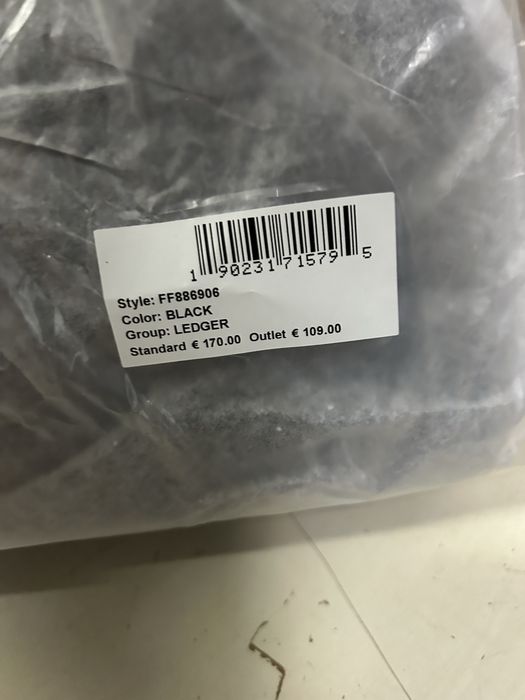 1 90231 71579 5
Style: FF886906
Color: BLACK
Group: LEDGER
Standard € 170.00 Outlet € 109.00